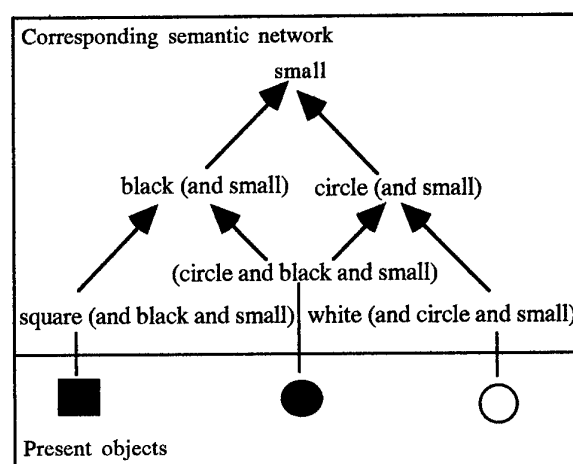 Corresponding semantic network
small
black (and small) circle (and small)
(circle and black and small)
square (and black and small) white (and circle and small)
Present objects